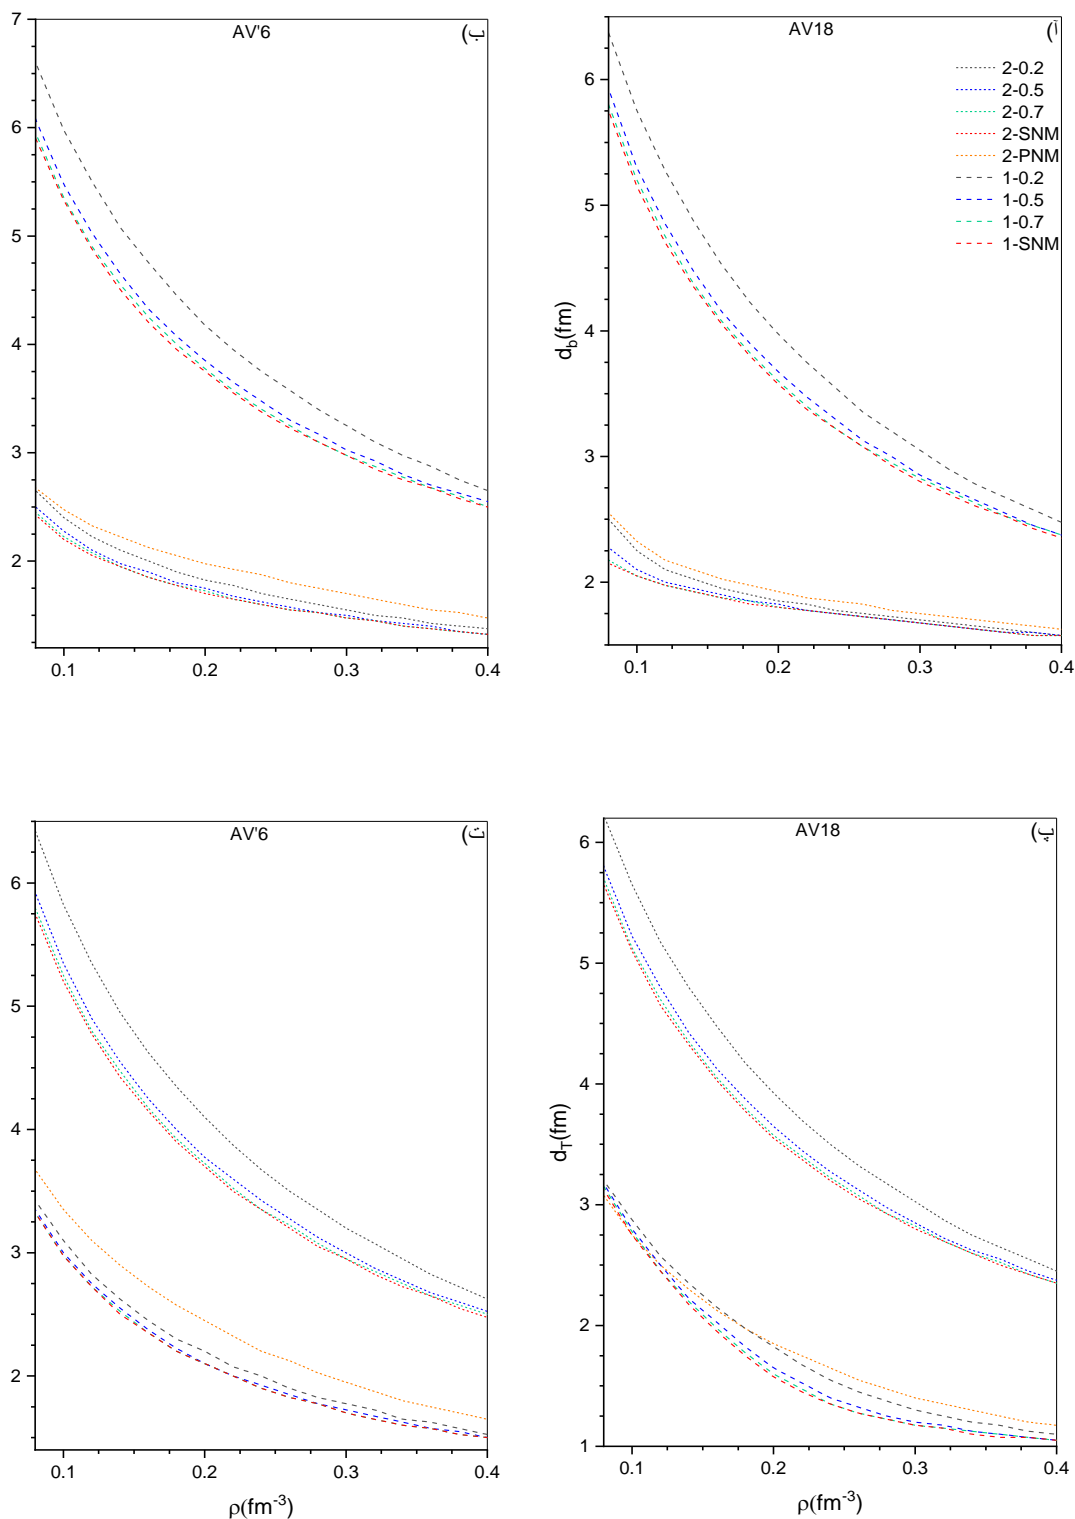 AV'6
ب)
7
6
5
4
3
2
0.1 0.2 0.3 0.4
AV18
آ)
2-0.2
2-0.5
2-0.7
2-SNM
2-PNM
1-0.2
1-0.5
1-0.7
1-SNM
d_b(fm)
6
5
4
3
2
0.1 0.2 0.3 0.4
AV'6
ت)
6
5
4
3
2
0.1 0.2 0.3 0.4
ρ(fm⁻³)
AV18
پ)
d_T(fm)
6
5
4
3
2
1
0.1 0.2 0.3 0.4
ρ(fm⁻³)